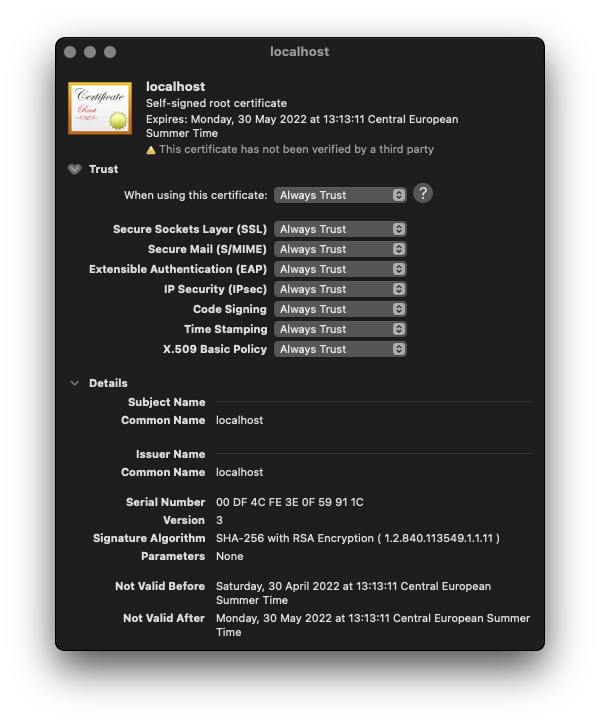 localhost
Certificate
Root
localhost
Self-signed root certificate
Expires: Monday, 30 May 2022 at 13:13:11 Central European
Summer Time
This certificate has not been verified by a third party
Trust
When using this certificate: Always Trust ?
Secure Sockets Layer (SSL) Always Trust
Secure Mail (S/MIME) Always Trust
Extensible Authentication (EAP) Always Trust
IP Security (IPsec) Always Trust
Code Signing Always Trust
Time Stamping Always Trust
X.509 Basic Policy Always Trust
Details
Subject Name
Common Name localhost
Issuer Name
Common Name localhost
Serial Number 00 DF 4C FE 3E 0F 59 91 1C
Version 3
Signature Algorithm SHA-256 with RSA Encryption ( 1.2.840.113549.1.1.11 )
Parameters None
Not Valid Before Saturday, 30 April 2022 at 13:13:11 Central European
Summer Time
Not Valid After Monday, 30 May 2022 at 13:13:11 Central European Summer
Time